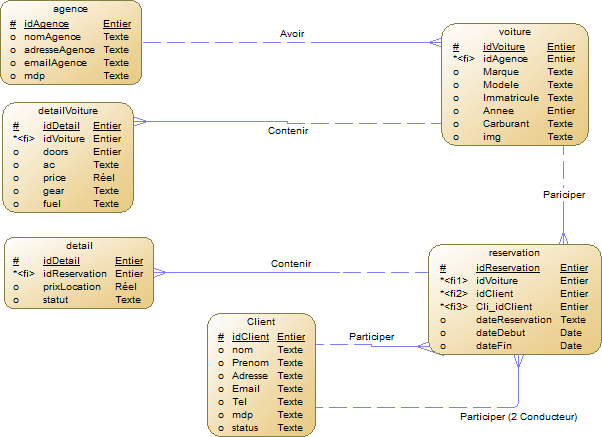 agence
# idAgence Entier
o nomAgence Texte
o adresseAgence Texte
o emailAgence Texte
o mdp Texte
Avoir
voiture
# idVoiture Entier
*<fi> idAgence Entier
o Marque Texte
o Modele Texte
o Immatricule Texte
o Annee Entier
o Carburant Texte
o img Texte
detailVoiture
# idDetail Entier
*<fi> idVoiture Entier
o doors Entier
o ac Texte
o price Réel
o gear Texte
o fuel Texte
Contenir
Pariciper
detail
# idDetail Entier
*<fi> idReservation Entier
o prixLocation Réel
o statut Texte
Contenir
reservation
# idReservation Entier
*<fi1> idVoiture Entier
*<fi2> idClient Entier
*<fi3> Cli_idClient Entier
o dateReservation Texte
o dateDebut Date
o dateFin Date
Client
# idClient Entier
o nom Texte
o Prenom Texte
o Adresse Texte
o Email Texte
o Tel Texte
o mdp Texte
o status Texte
Participer
Participer (2 Conducteur)